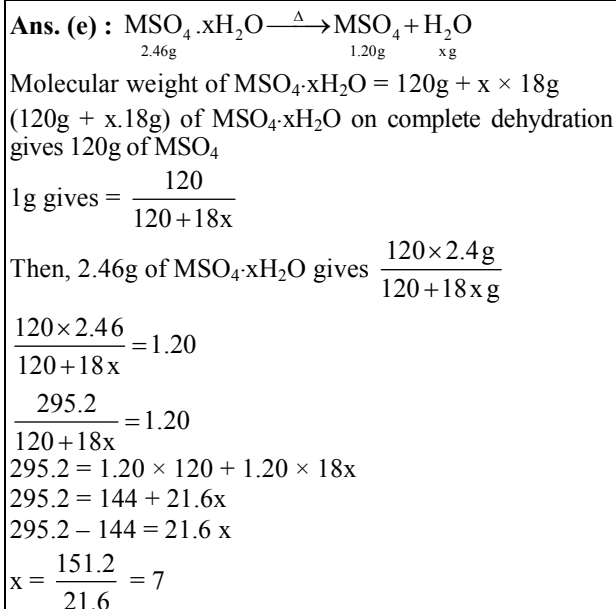 Ans. (e) : MSO₄.xH₂O —Δ→ MSO₄ + H₂O
2.46g 1.20g x g
Molecular weight of MSO₄·xH₂O = 120g + x × 18g
(120g + x.18g) of MSO₄·xH₂O on complete dehydration
gives 120g of MSO₄
1g gives = 120 / 120+18x
Then, 2.46g of MSO₄·xH₂O gives 120×2.4g / 120+18x g
120×2.46 / 120+18x = 1.20
295.2 / 120+18x = 1.20
295.2 = 1.20 × 120 + 1.20 × 18x
295.2 = 144 + 21.6x
295.2 – 144 = 21.6 x
x = 151.2 / 21.6 = 7